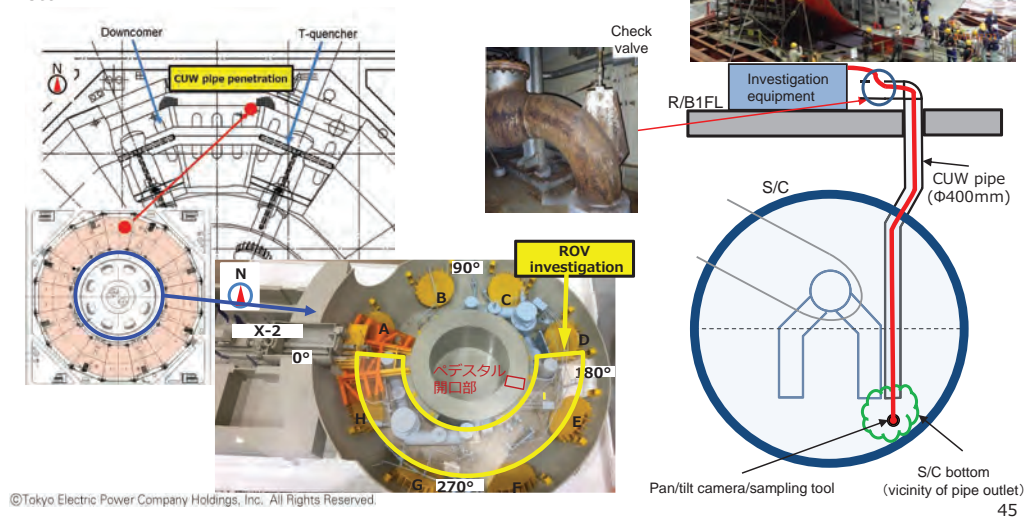 Downcomer
T-quencher
N
CUW pipe penetration
Check
valve
Investigation
equipment
R/B1FL
CUW pipe
(Φ400mm)
S/C
ROV
investigation
N
90°
B
C
X-2
A
D
0°
180°
ペデスタル
開口部
H
E
G
270°
F
Pan/tilt camera/sampling tool
S/C bottom
(vicinity of pipe outlet)
©Tokyo Electric Power Company Holdings, Inc. All Rights Reserved.
45